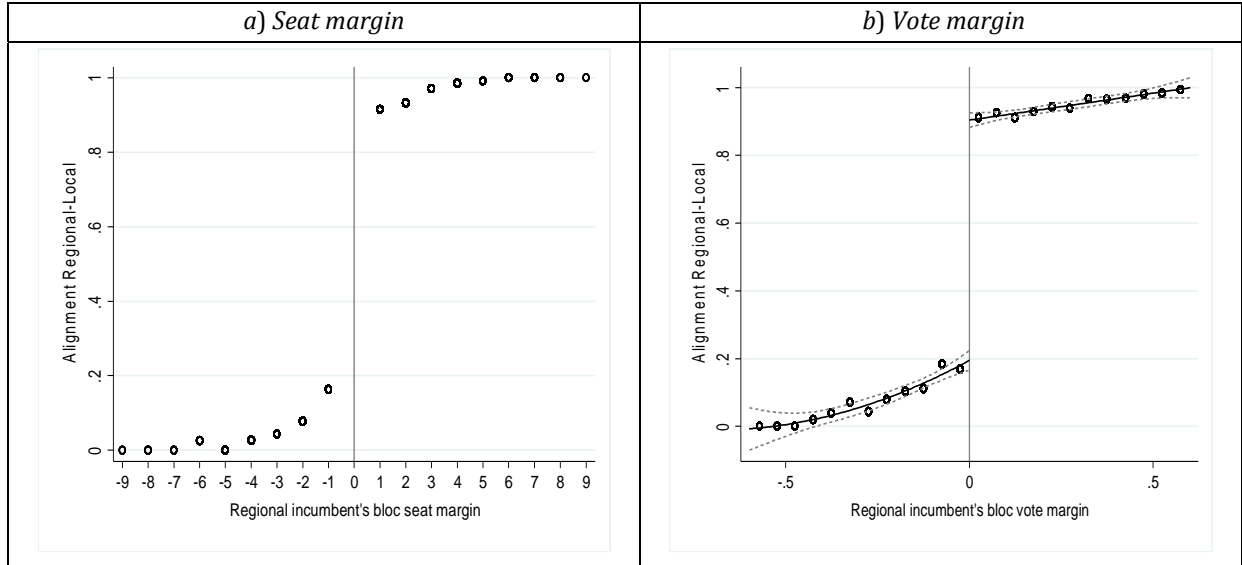 a) Seat margin
Alignment Regional-Local
1
.8
.6
.4
.2
0
-9 -8 -7 -6 -5 -4 -3 -2 -1 0 1 2 3 4 5 6 7 8 9
Regional incumbent's bloc seat margin
b) Vote margin
Alignment Regional-Local
1
.8
.6
.4
.2
0
-.5 0 .5
Regional incumbent's bloc vote margin